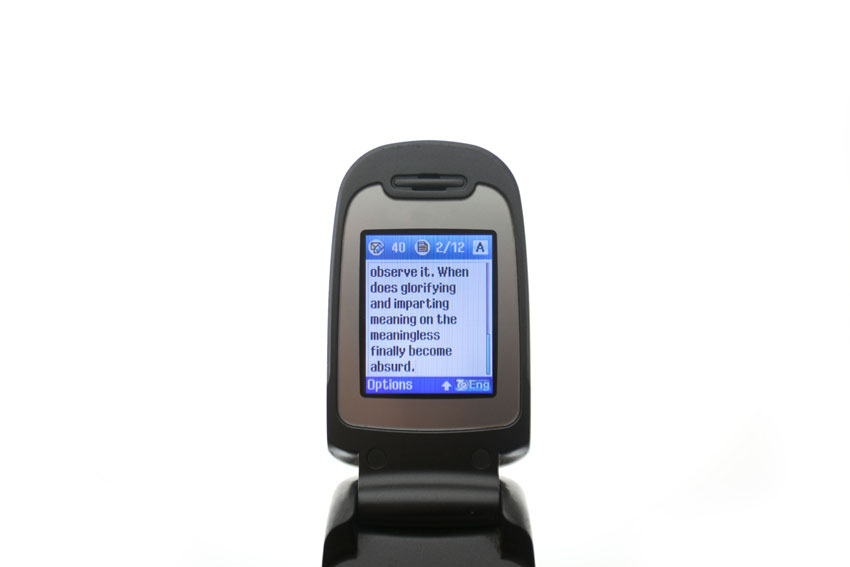 40 2/12 A
observe it. When
does glorifying
and imparting
meaning on the
meaningless
finally become
absurd.
Options Eng